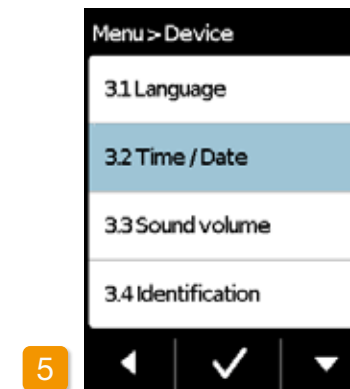 Menu > Device
3.1 Language
3.2 Time / Date
3.3 Sound volume
3.4 Identification
5